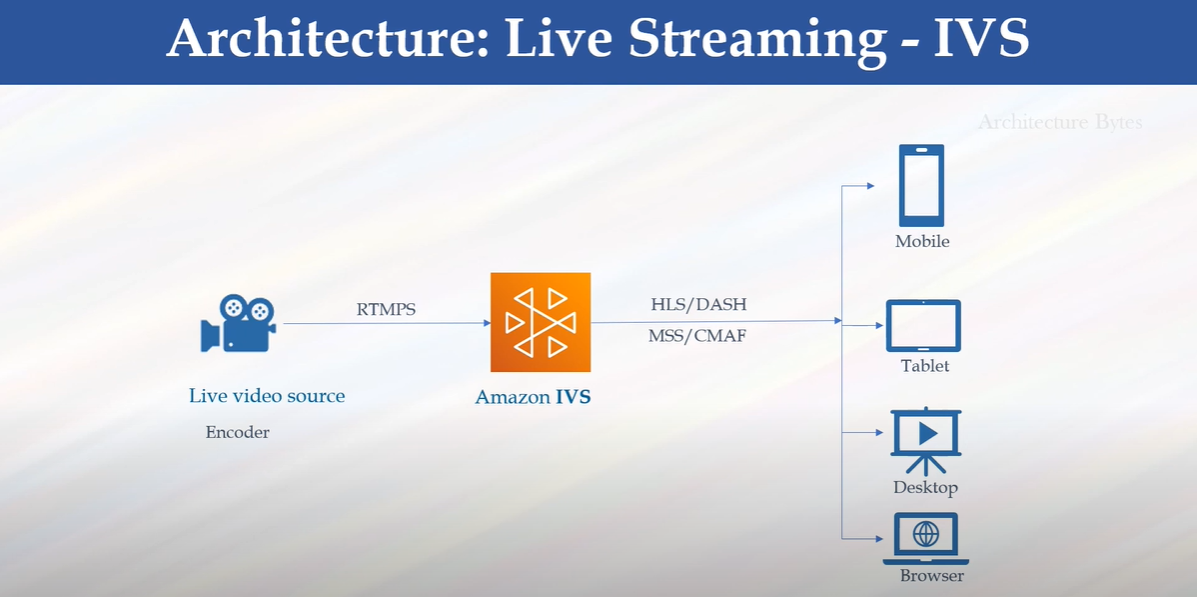 Architecture: Live Streaming - IVS
Architecture Bytes
Mobile
RTMPS
HLS/DASH
MSS/CMAF
Tablet
Live video source
Encoder
Amazon IVS
Desktop
Browser